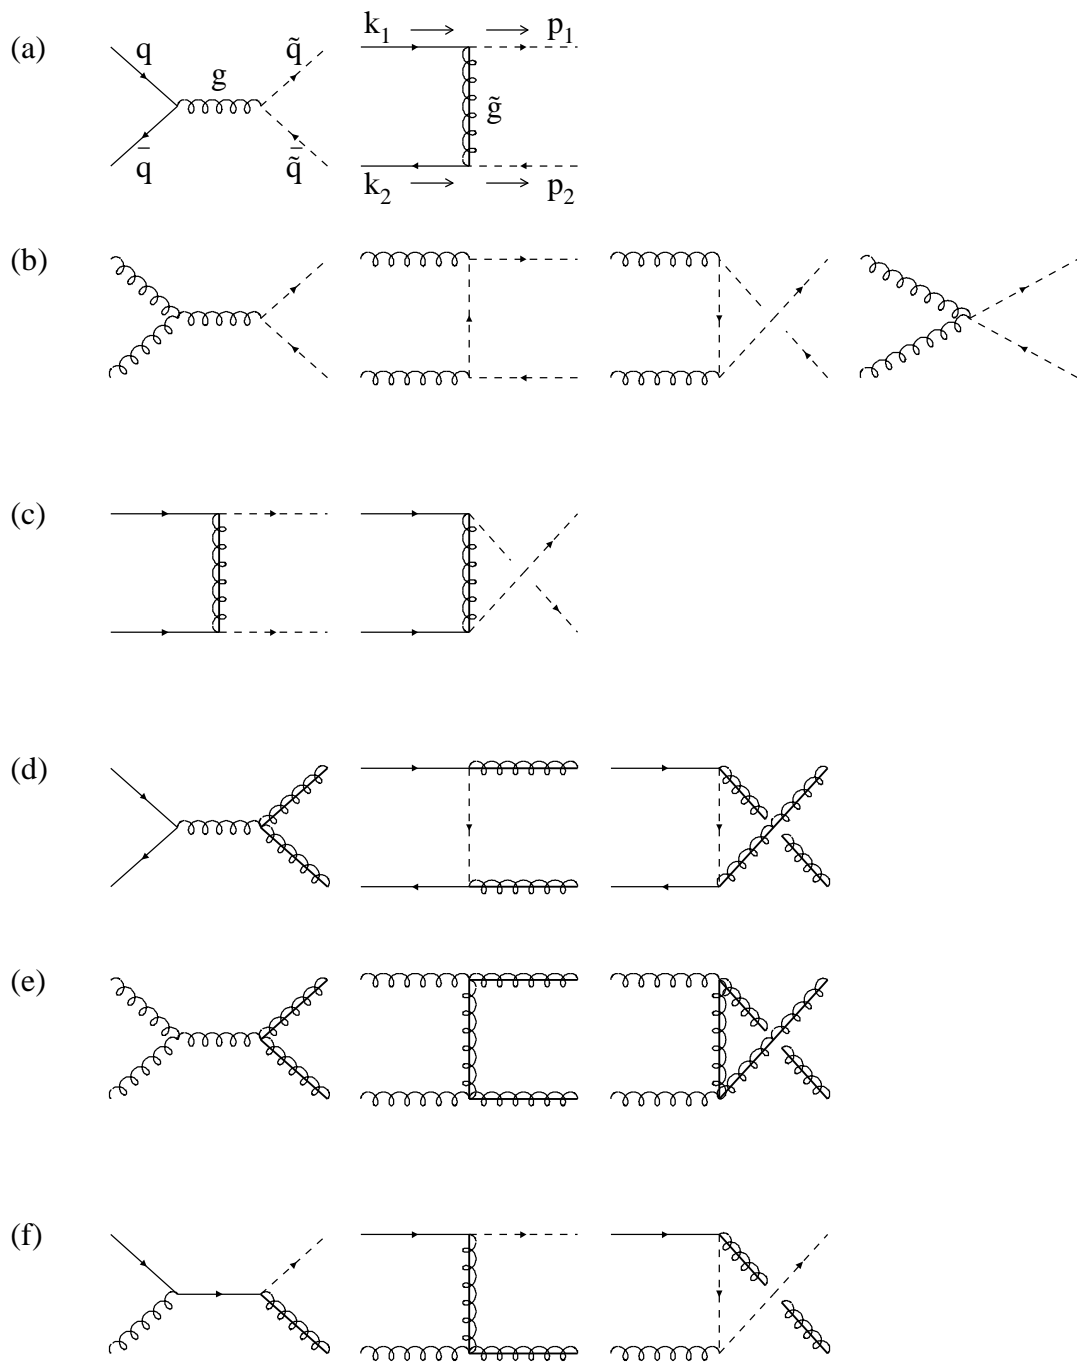 (a) q q̃ k₁ p₁
g g̃
q̄ q̃̄ k₂ p₂
(b)
(c)
(d)
(e)
(f)